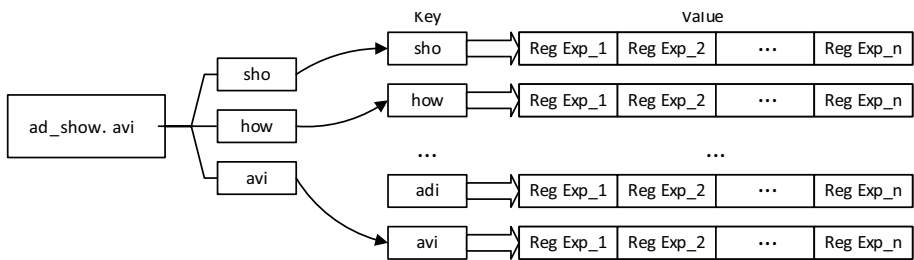 Key Value
sho Reg Exp_1 Reg Exp_2 ... Reg Exp_n
sho
how Reg Exp_1 Reg Exp_2 ... Reg Exp_n
ad_show. avi
how
... ...
avi
adi Reg Exp_1 Reg Exp_2 ... Reg Exp_n
avi Reg Exp_1 Reg Exp_2 ... Reg Exp_n